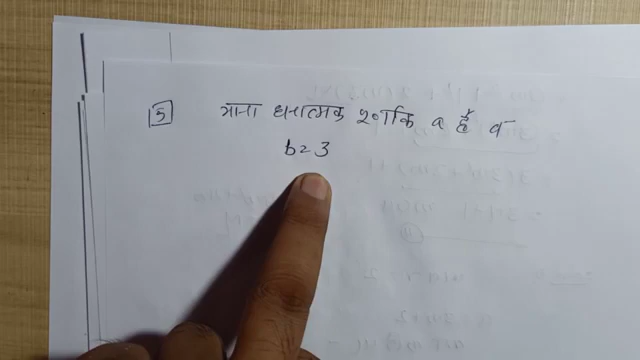 5 माना धनात्मक पूर्णांक a है व
b = 3